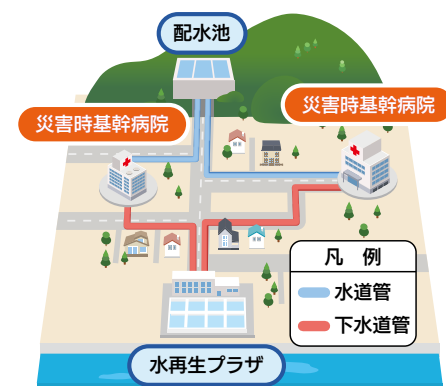 配水池
災害時基幹病院
災害時基幹病院
凡 例
水道管
下水道管
水再生プラザ